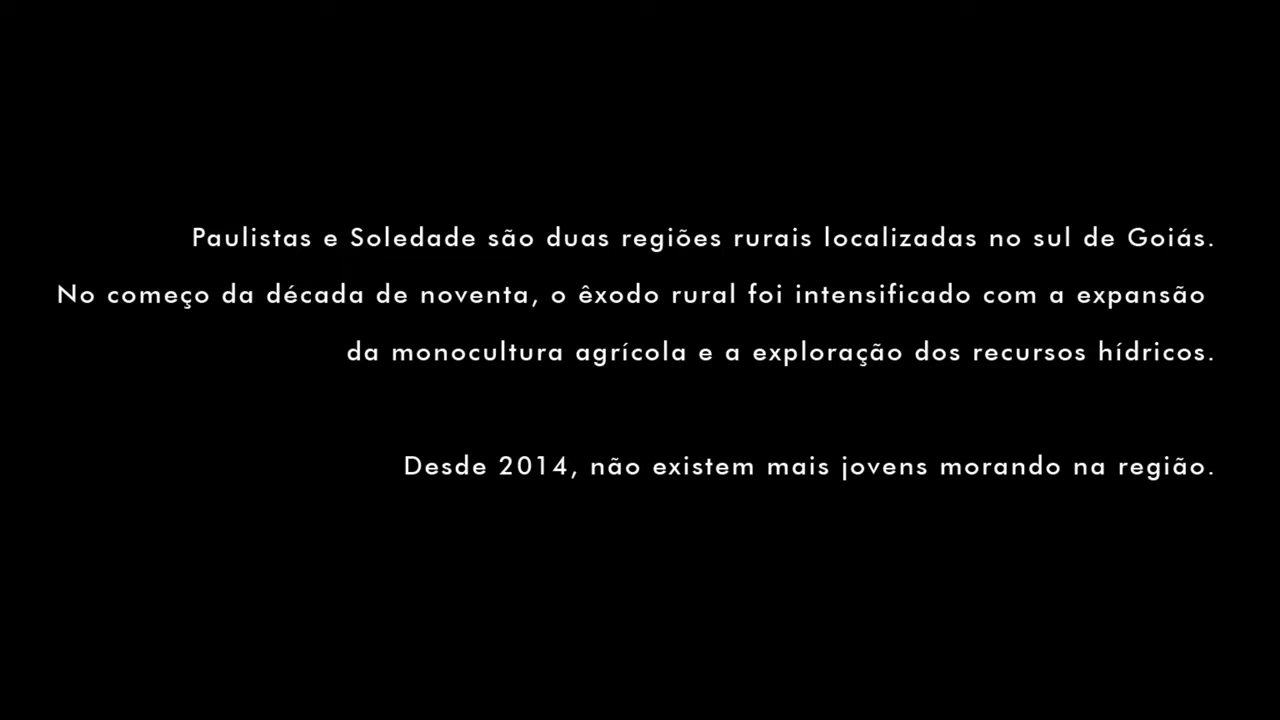 Paulistas e Soledade são duas regiões rurais localizadas no sul de Goiás.
No começo da década de noventa, o êxodo rural foi intensificado com a expansão
da monocultura agrícola e a exploração dos recursos hídricos.
Desde 2014, não existem mais jovens morando na região.